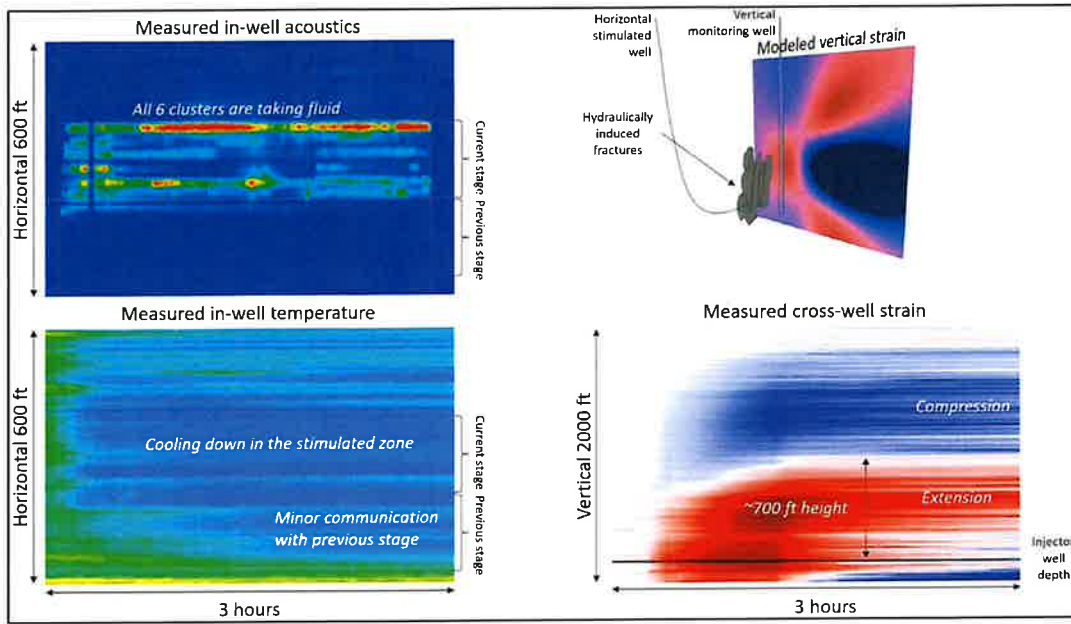 Measured in-well acoustics
Horizontal 600 ft
All 6 clusters are taking fluid
Current stage
Previous stage
Horizontal
stimulated
well
Vertical
monitoring well
Modeled vertical strain
Hydraulically
induced
fractures
Measured in-well temperature
Horizontal 600 ft
Cooling down in the stimulated zone
Minor communication
with previous stage
Current stage
Previous stage
3 hours
Measured cross-well strain
Vertical 2000 ft
Compression
Extension
~700 ft height
Injector
well
depth
3 hours